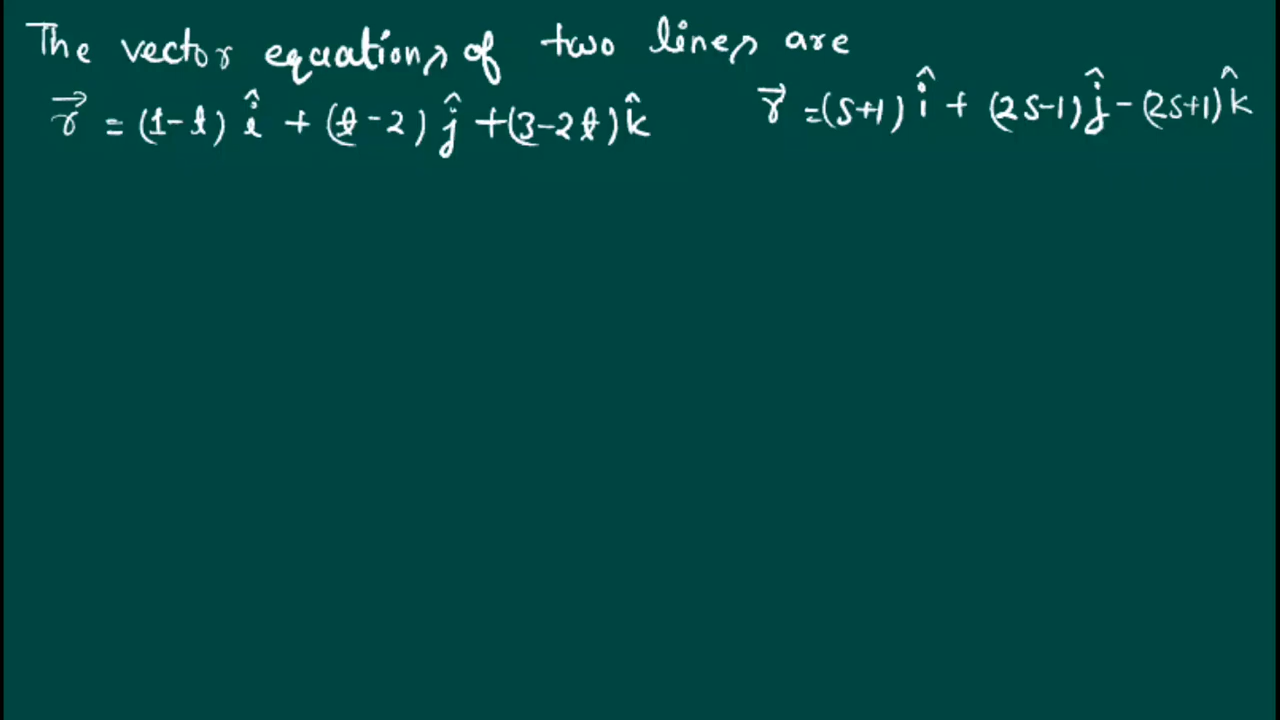 The vector equations of two lines are
r⃗ = (1-t) î + (t-2) ĵ + (3-2t) k̂    r⃗ = (s+1) î + (2s-1) ĵ - (2s+1) k̂